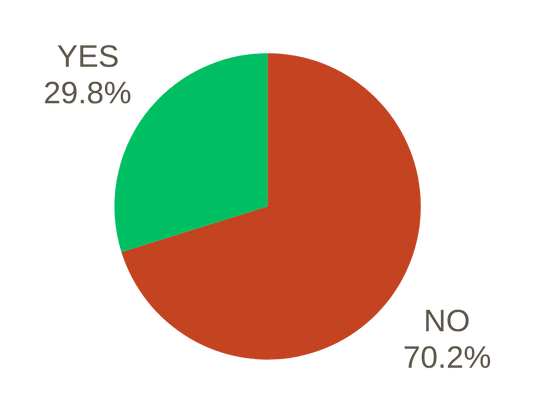 YES
29.8%
NO
70.2%